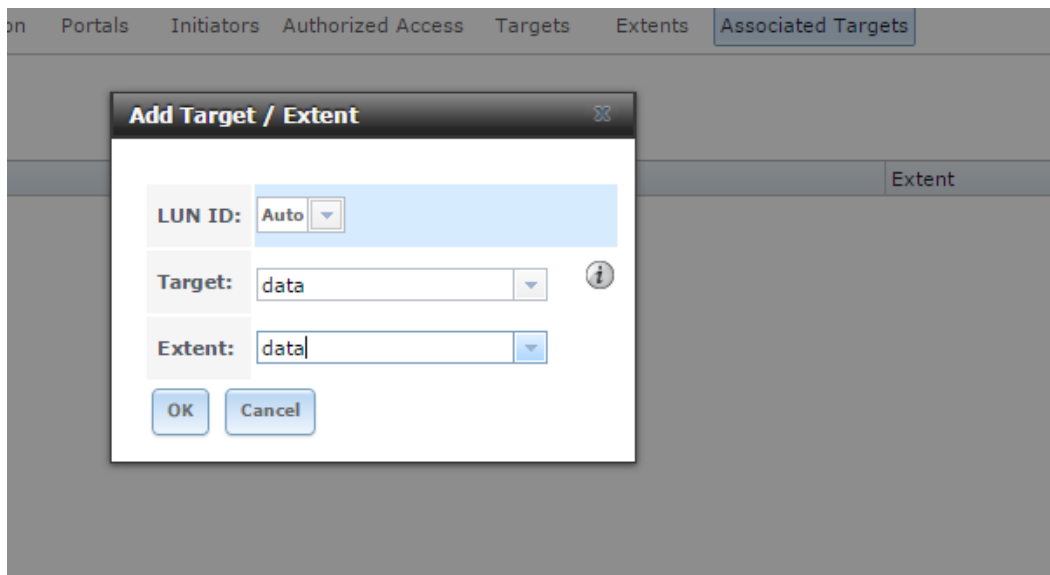 on Portals Initiators Authorized Access Targets Extents Associated Targets
Add Target / Extent
Extent
LUN ID: Auto
Target: data
Extent: data
OK Cancel